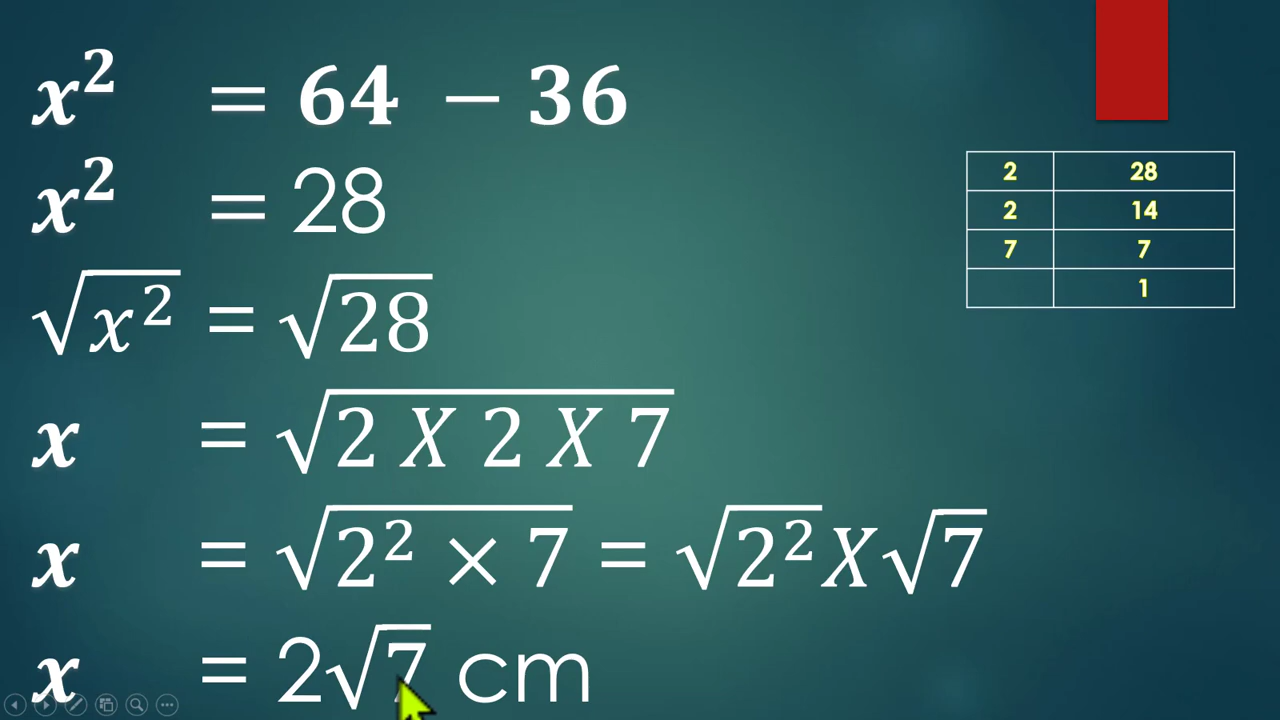 x² = 64 − 36
x² = 28
√x² = √28
x = √2 X 2 X 7
x = √2² × 7 = √2² X √7
x = 2√7 cm
2 28
2 14
7 7
1